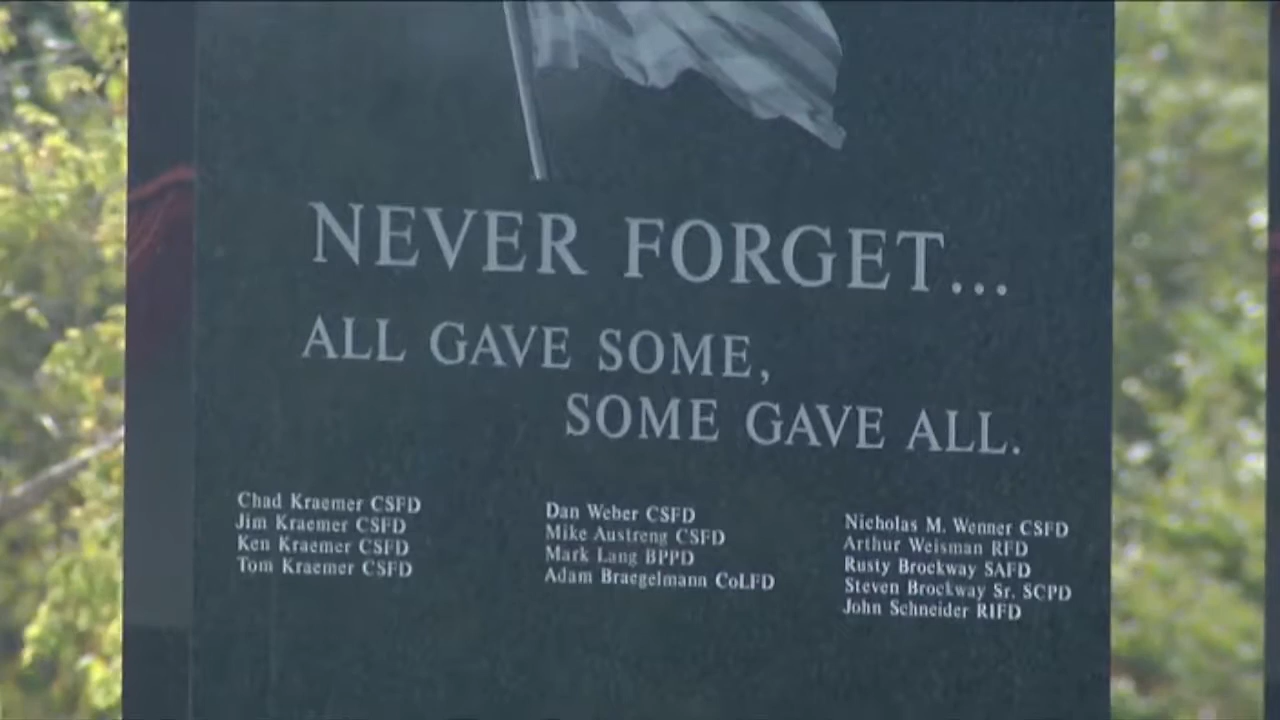 NEVER FORGET...
ALL GAVE SOME,
SOME GAVE ALL.
Chad Kraemer CSFD
Jim Kraemer CSFD
Ken Kraemer CSFD
Tom Kraemer CSFD
Dan Weber CSFD
Mike Austreng CSFD
Mark Lang BPPD
Adam Braegelmann CoLFD
Nicholas M. Wenner CSFD
Arthur Weisman RFD
Rusty Brockway SAFD
Steven Brockway Sr. SCPD
John Schneider RIFD